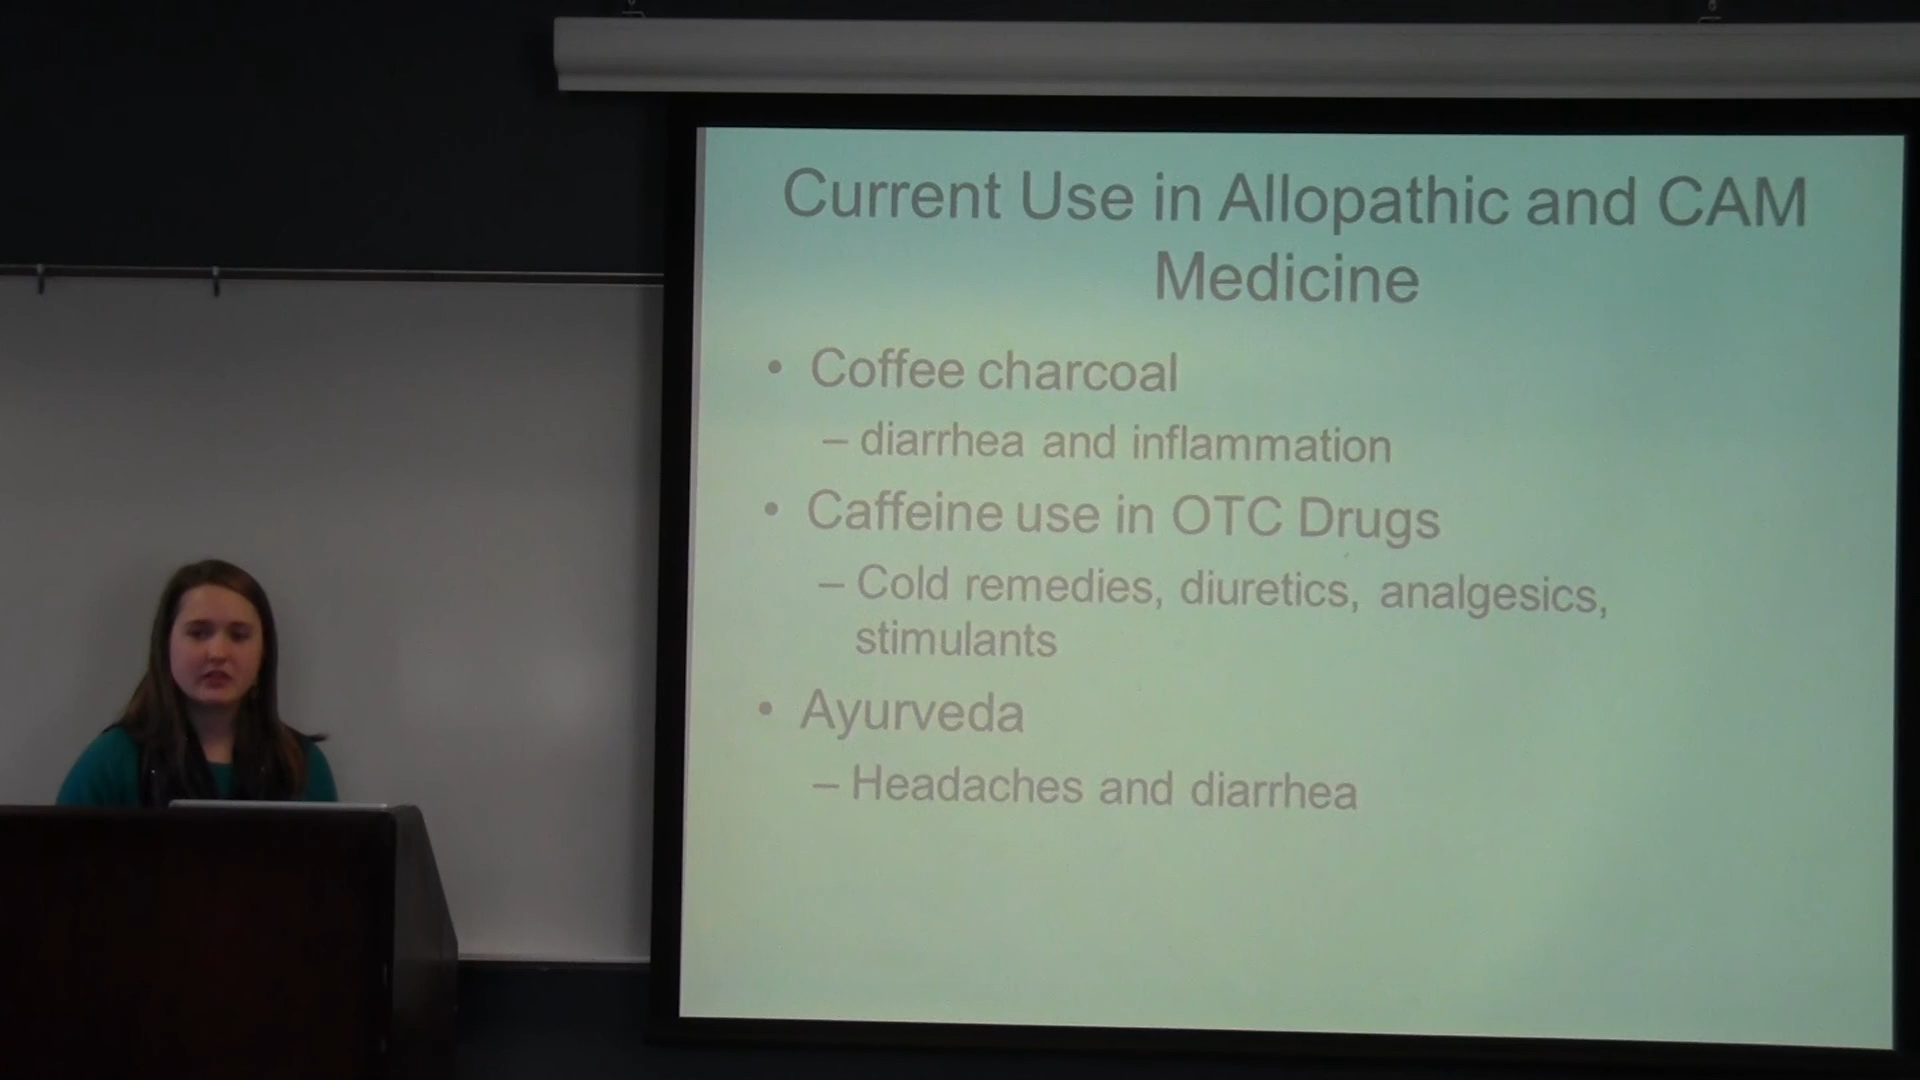 Current Use in Allopathic and CAM
Medicine
• Coffee charcoal
– diarrhea and inflammation
• Caffeine use in OTC Drugs
– Cold remedies, diuretics, analgesics,
stimulants
• Ayurveda
– Headaches and diarrhea